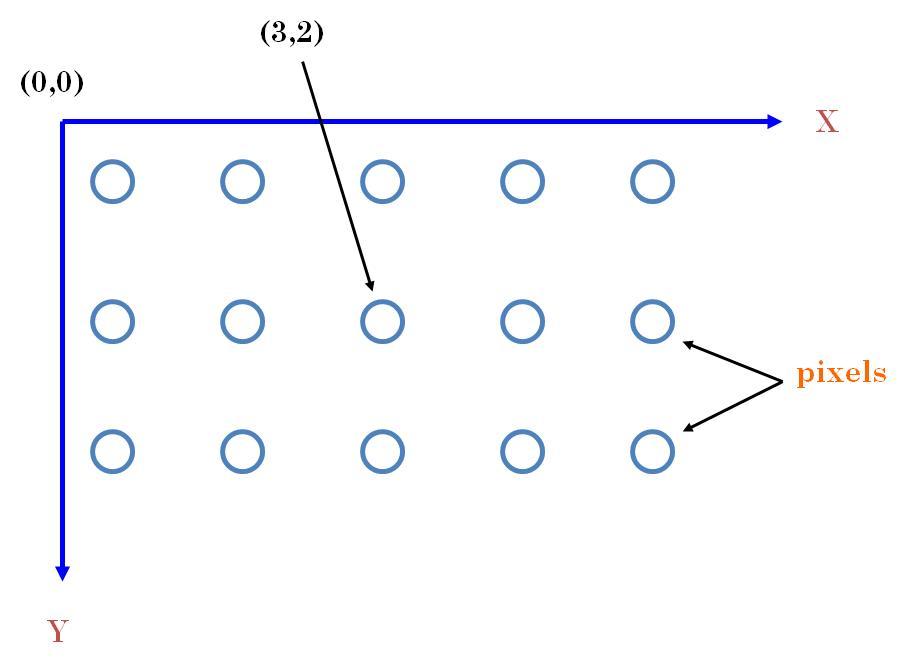 (3,2)
(0,0)
X
pixels
Y